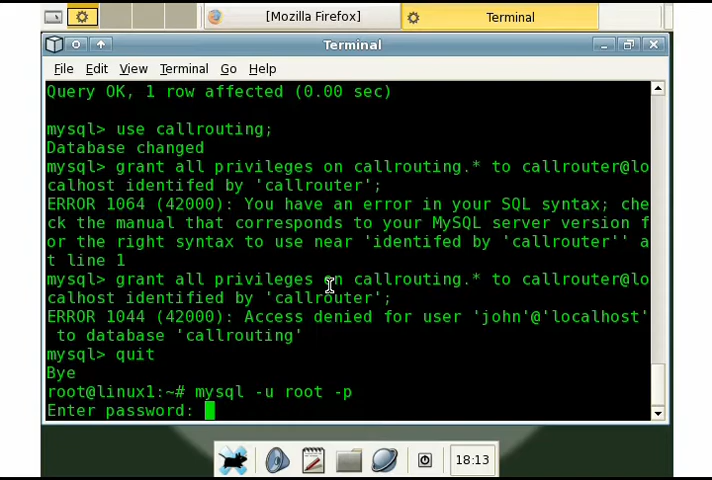 [Mozilla Firefox]
Terminal
Terminal
File Edit View Terminal Go Help
Query OK, 1 row affected (0.00 sec)
mysql> use callrouting;
Database changed
mysql> grant all privileges on callrouting.* to callrouter@lo
calhost identifed by 'callrouter';
ERROR 1064 (42000): You have an error in your SQL syntax; che
ck the manual that corresponds to your MySQL server version f
or the right syntax to use near 'identifed by 'callrouter'' a
t line 1
mysql> grant all privileges on callrouting.* to callrouter@lo
calhost identified by 'callrouter';
ERROR 1044 (42000): Access denied for user 'john'@'localhost'
 to database 'callrouting'
mysql> quit
Bye
root@linux1:~# mysql -u root -p
Enter password:
18:13